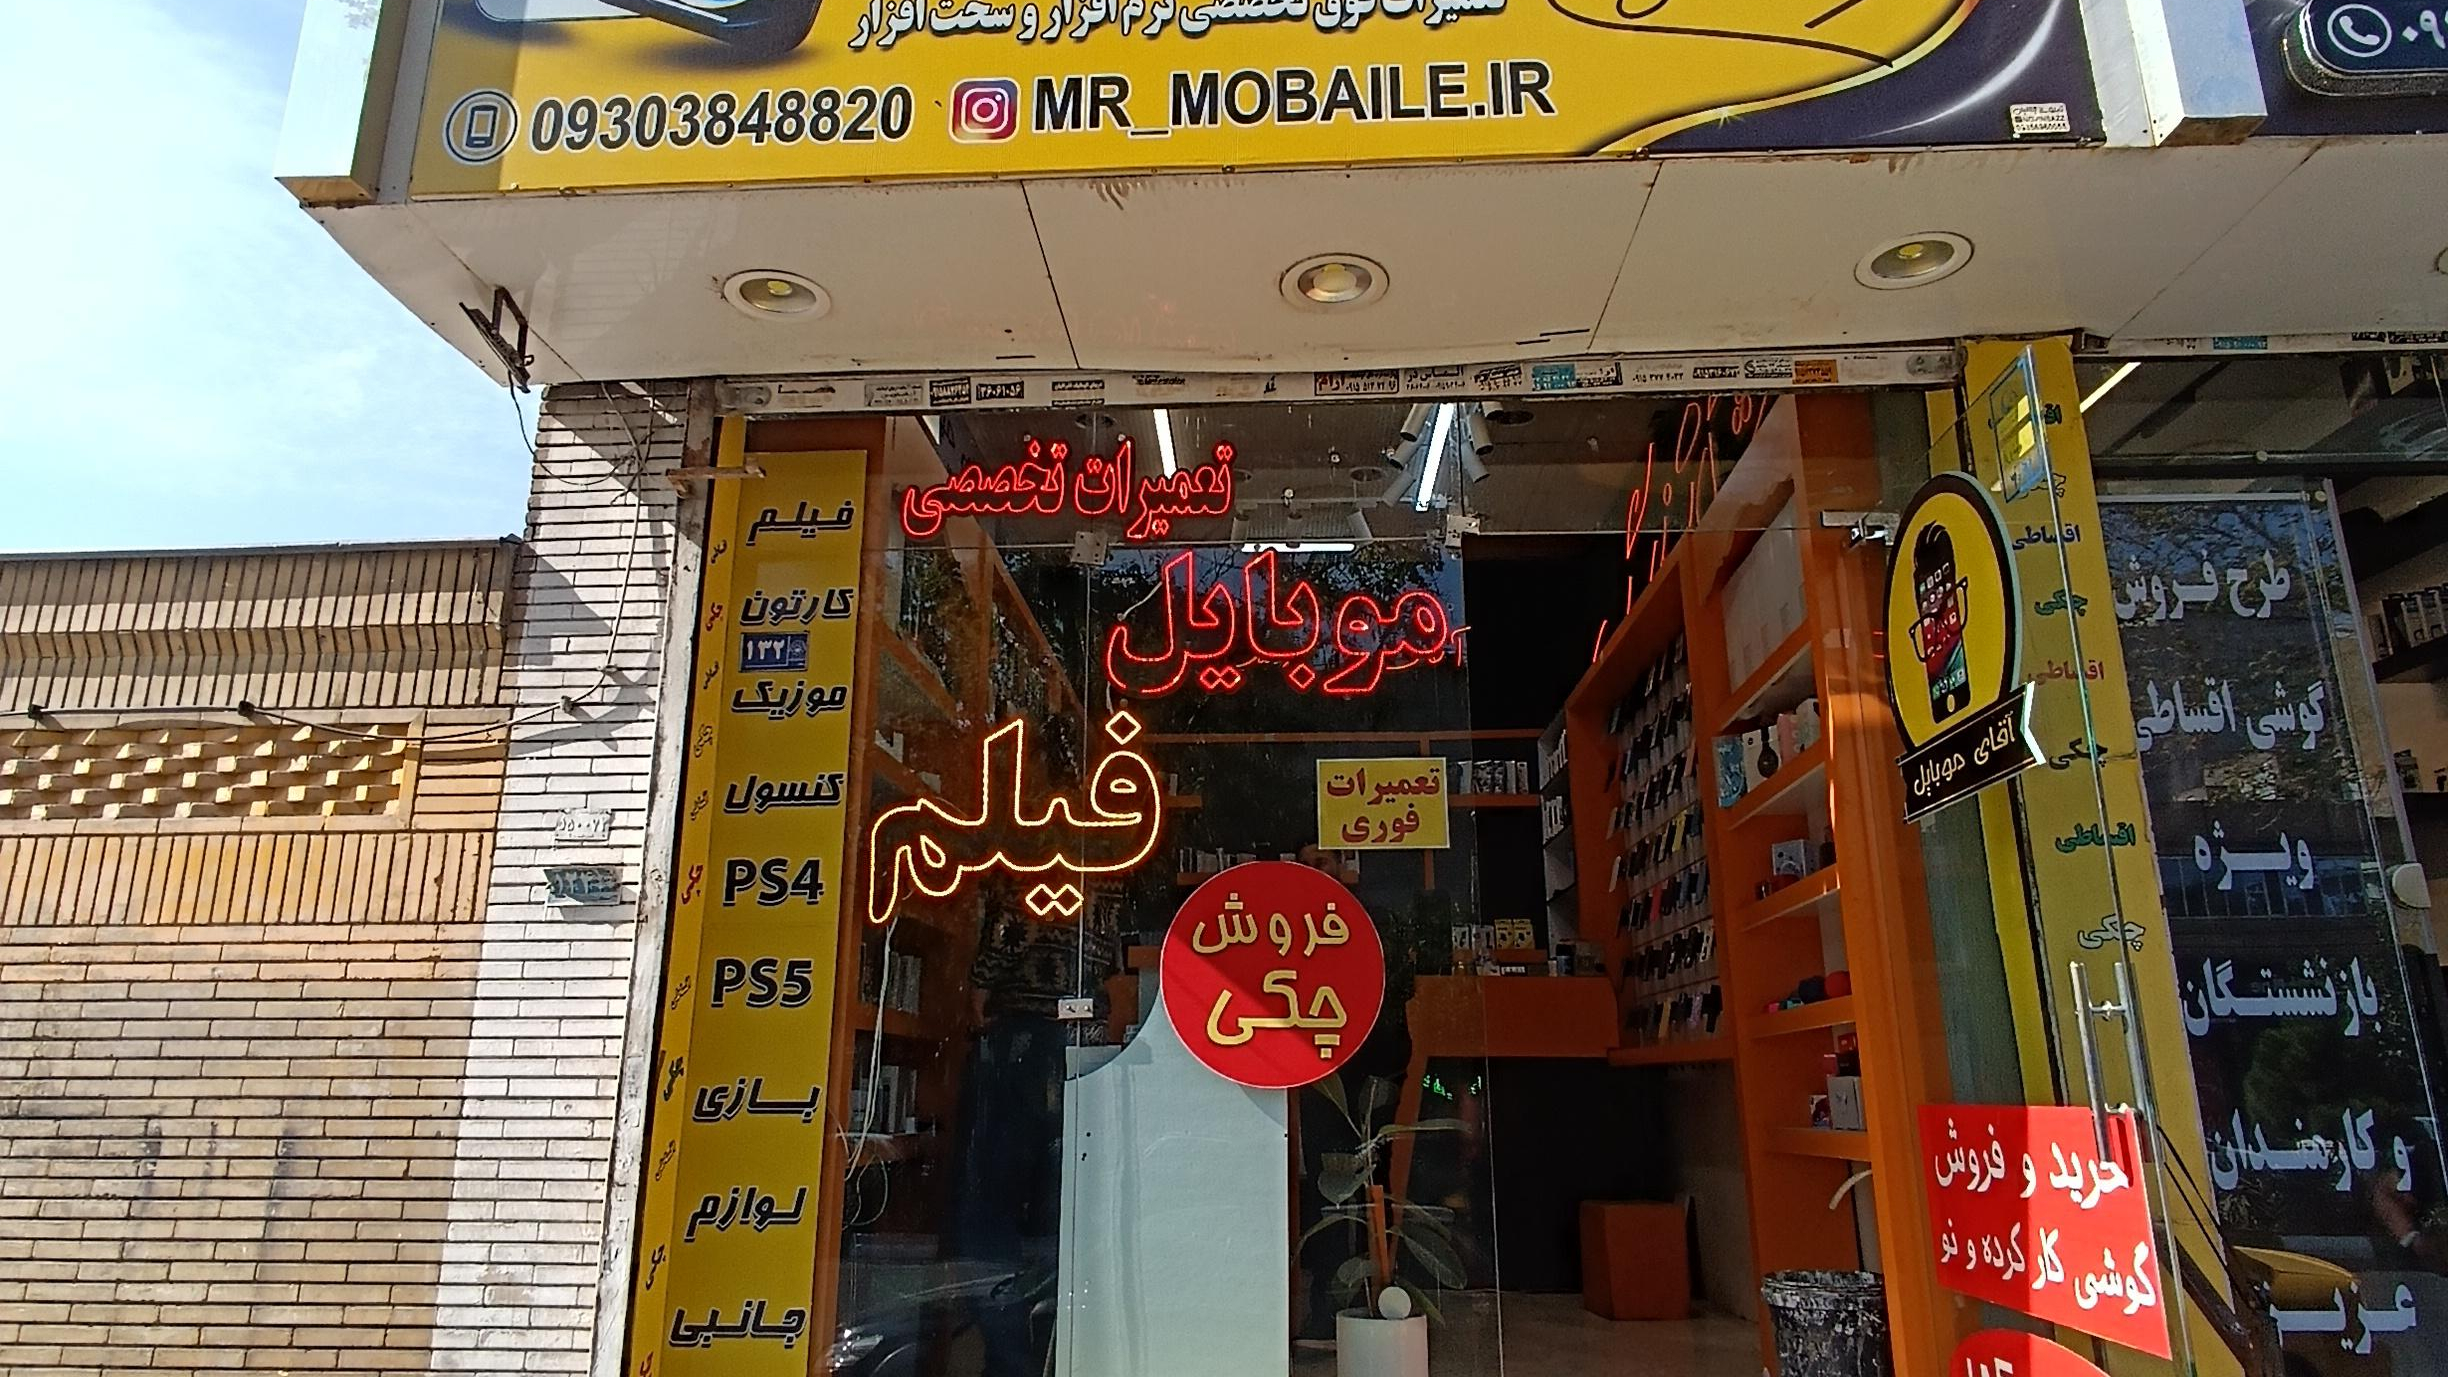 تعمیرات فوق تخصصی نرم افزار و سخت افزار
09303848820
MR_MOBAILE.IR
تعمیرات تخصصی
موبایل
فیلم
تعمیرات
فوری
فروش
چکی
فیلم
کارتون
۱۳۲
موزیک
کنسول
PS4
PS5
بازی
لوازم
جانبی
آقای موبایل
اقساطی
چکی
اقساطی
چکی
اقساطی
چکی
خرید و فروش
گوشی کار کرده و نو
طرح فروش
گوشی اقساطی
ویژه
بازنشستگان
و کارمندان
عزیز